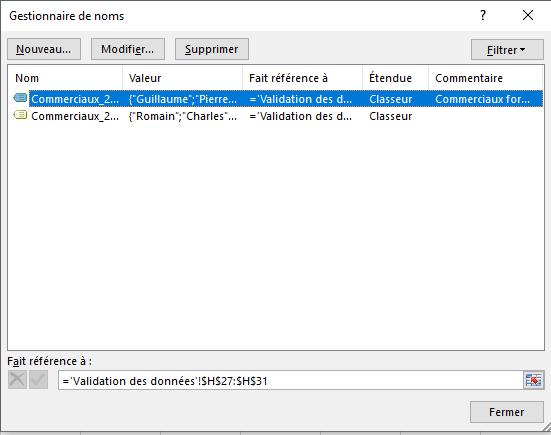 Gestionnaire de noms
Nouveau... Modifier... Supprimer Filtrer
Nom Valeur Fait référence à Étendue Commentaire
Commerciaux_2... {"Guillaume";"Pierre... ='Validation des d... Classeur Commerciaux for...
Commerciaux_2... {"Romain";"Charles"... ='Validation des d... Classeur
Fait référence à :
='Validation des données'!$H$27:$H$31
Fermer